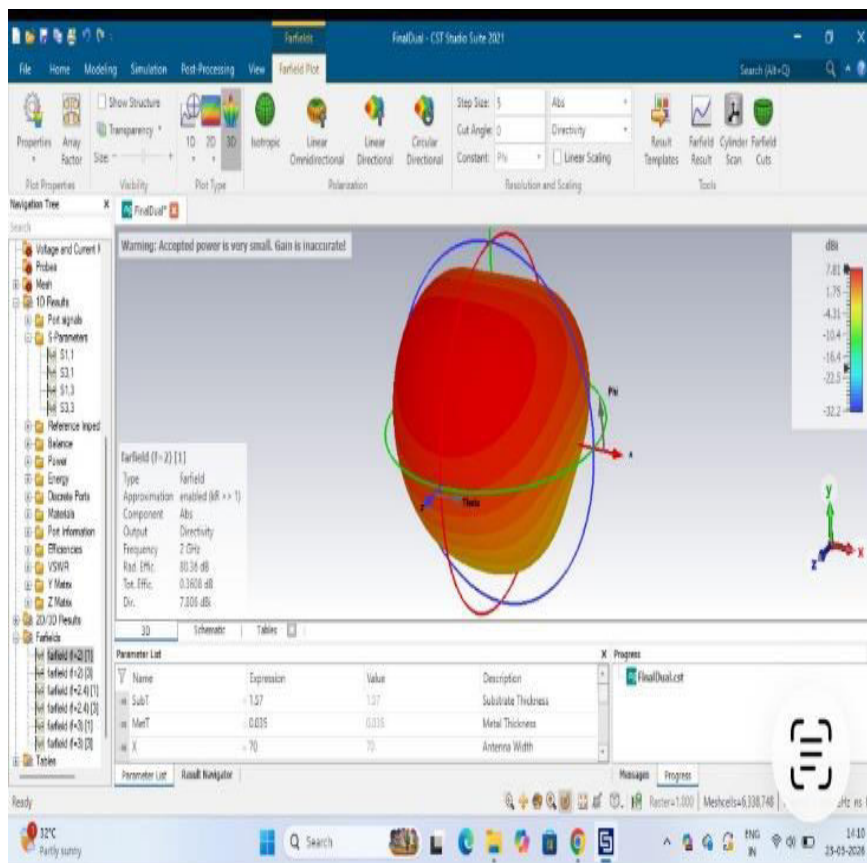 Farfields
FinalDual - CST Studio Suite 2021
File Home Modeling Simulation Post-Processing View Farfield Plot
Search (Alt+Q)
Properties
Array Factor
Show Structure
Transparency
Size:
1D 2D 3D
Isotropic
Linear Omnidirectional
Linear Directional
Circular Directional
Step Size: 5
Abs
Cut Angle: 0
Directivity
Constant: Phi
Linear Scaling
Result Templates
Farfield Result
Cylinder Scan
Farfield Cuts
Plot Properties
Visibility
Plot Type
Polarization
Resolution and Scaling
Tools
Navigation Tree
X
FinalDual*
Search
Voltage and Current
Probes
Mesh
1D Results
Port signals
S-Parameters
S1,1
S3,1
S1,3
S3,3
Reference Imped
Balance
Power
Energy
Discrete Ports
Materials
Port Information
Efficiencies
VSWR
Y Matrix
Z Matrix
2D/3D Results
Farfields
farfield (f=2) [1]
farfield (f=2) [3]
farfield (f=2.4) [1]
farfield (f=2.4) [3]
farfield (f=3) [1]
farfield (f=3) [3]
Tables
Warning: Accepted power is very small. Gain is inaccurate!
dBi
7.81
1.75
-4.31
-10.4
-16.4
-22.5
-32.2
Phi
x
Theta
z
y
x
z
farfield (f=2) [1]
Type Farfield
Approximation enabled (kR >> 1)
Component Abs
Output Directivity
Frequency 2 GHz
Rad. Effic. 80.36 dB
Tot. Effic. 0.3608 dB
Dir. 7.806 dBi
3D Schematic Tables
Parameter List X
Name Expression Value Description
SubT = 1.57 1.57 Substrate Thickness
MetT = 0.035 0.035 Metal Thickness
X = 70 70 Antenna Width
Parameter List Result Navigator
Progress
FinalDual.cst
Messages Progress
Ready
Raster=1.000 Meshcells=6,338,748
32°C
Partly sunny
Search
ENG
IN
14:10